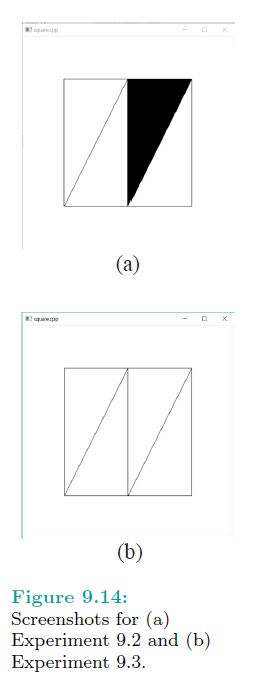 square.cpp
(a)
square.cpp
(b)
Figure 9.14:
Screenshots for (a)
Experiment 9.2 and (b)
Experiment 9.3.